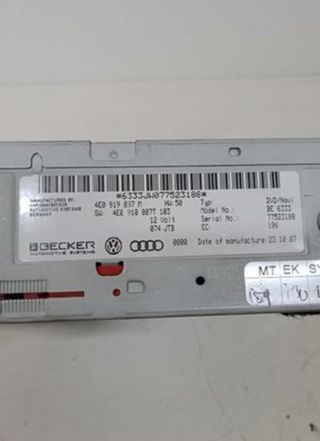 *6333JW077523188*
MANUFACTURED BY
HARMAN/BECKER
AUTOMOTIVE SYSTEMS
GERMANY
4E0 919 887 M HW:50 Typ: DVD/Navi
SW: 4E0 910 887T 103 Model No.: BE 6333
12 Volt Serial No.: 77523188
074 JTB EC: 106
BECKER
AUTOMOTIVE SYSTEMS
0000 Date of manufacture: 23.10.07
MT EK SY